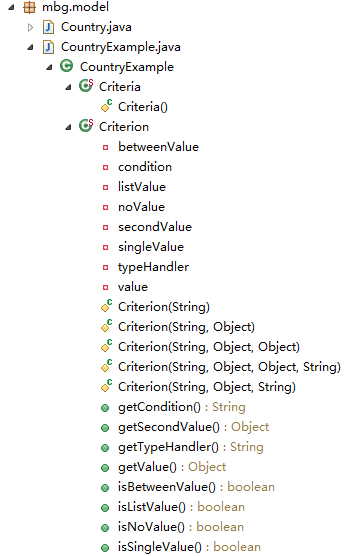 mbg.model
Country.java
CountryExample.java
CountryExample
Criteria
Criteria()
Criterion
betweenValue
condition
listValue
noValue
secondValue
singleValue
typeHandler
value
Criterion(String)
Criterion(String, Object)
Criterion(String, Object, Object)
Criterion(String, Object, Object, String)
Criterion(String, Object, String)
getCondition() : String
getSecondValue() : Object
getTypeHandler() : String
getValue() : Object
isBetweenValue() : boolean
isListValue() : boolean
isNoValue() : boolean
isSingleValue() : boolean